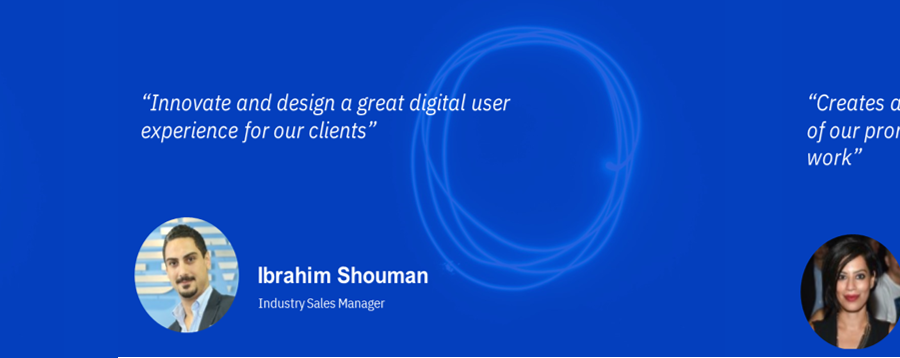 “Innovate and design a great digital user
experience for our clients”
Ibrahim Shouman
Industry Sales Manager
“Creates a
of our
work”